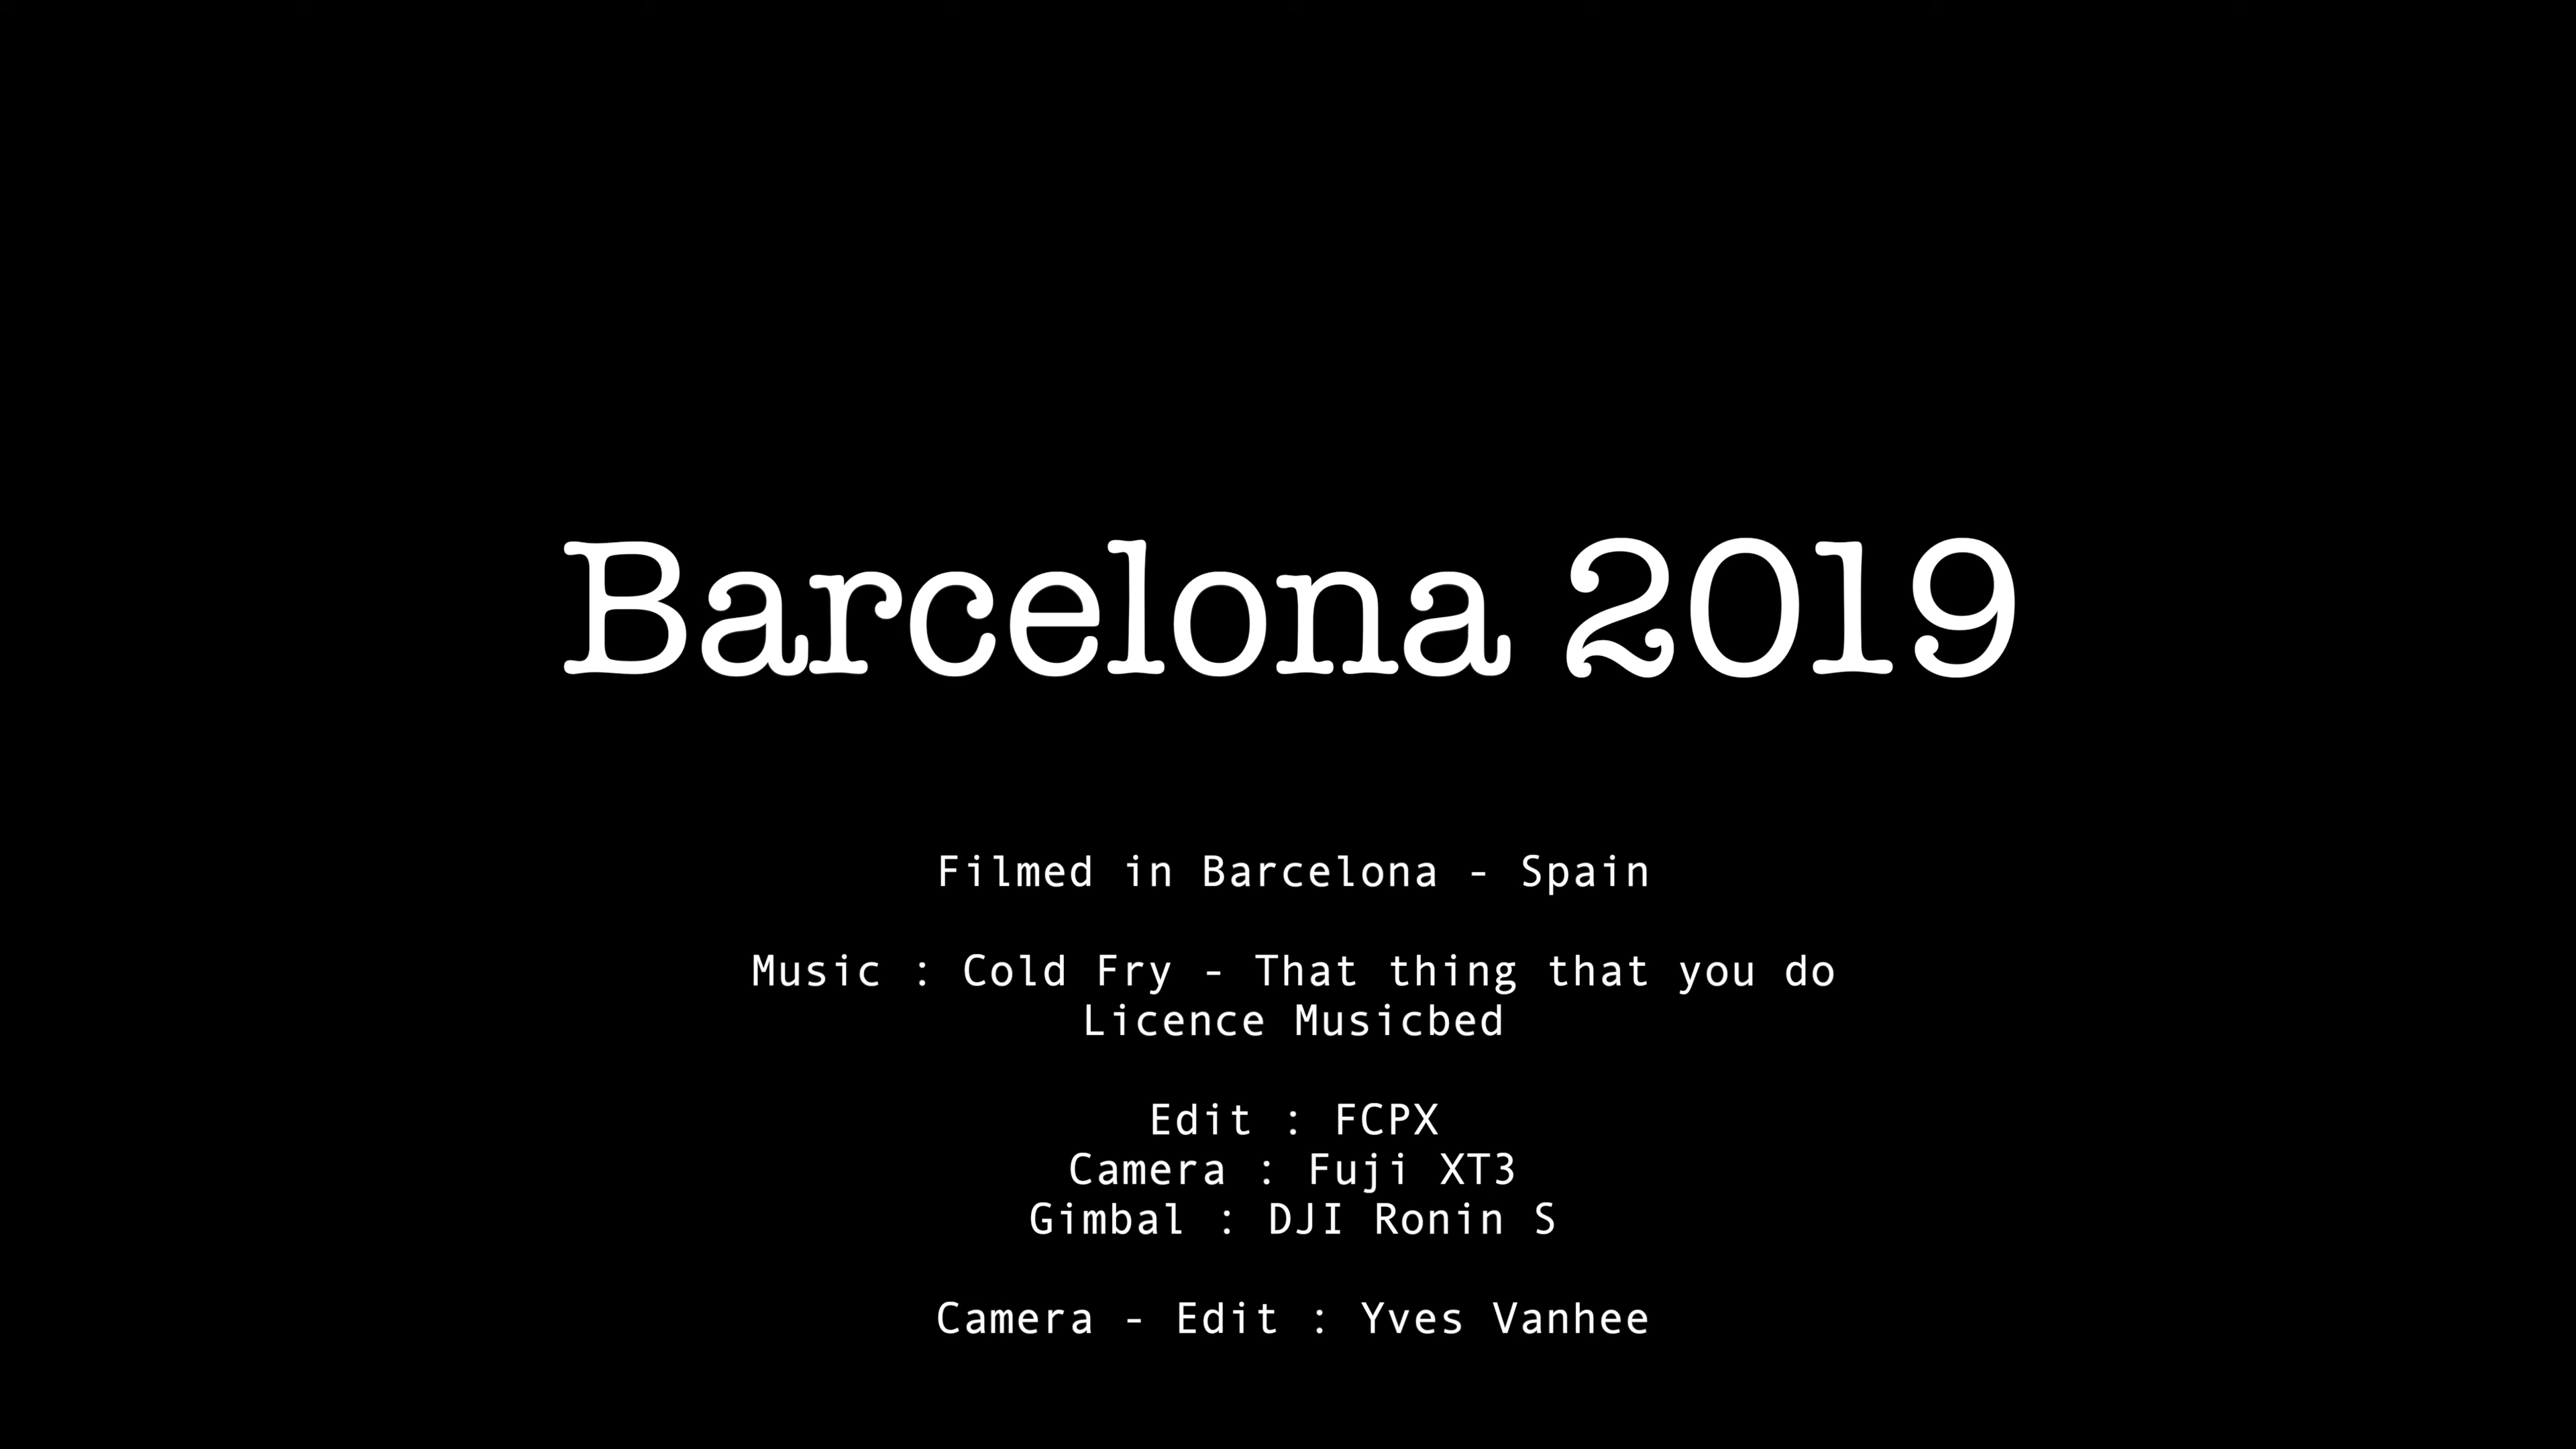 Barcelona 2019
Filmed in Barcelona - Spain
Music : Cold Fry - That thing that you do
Licence Musicbed
Edit : FCPX
Camera : Fuji XT3
Gimbal : DJI Ronin S
Camera - Edit : Yves Vanhee